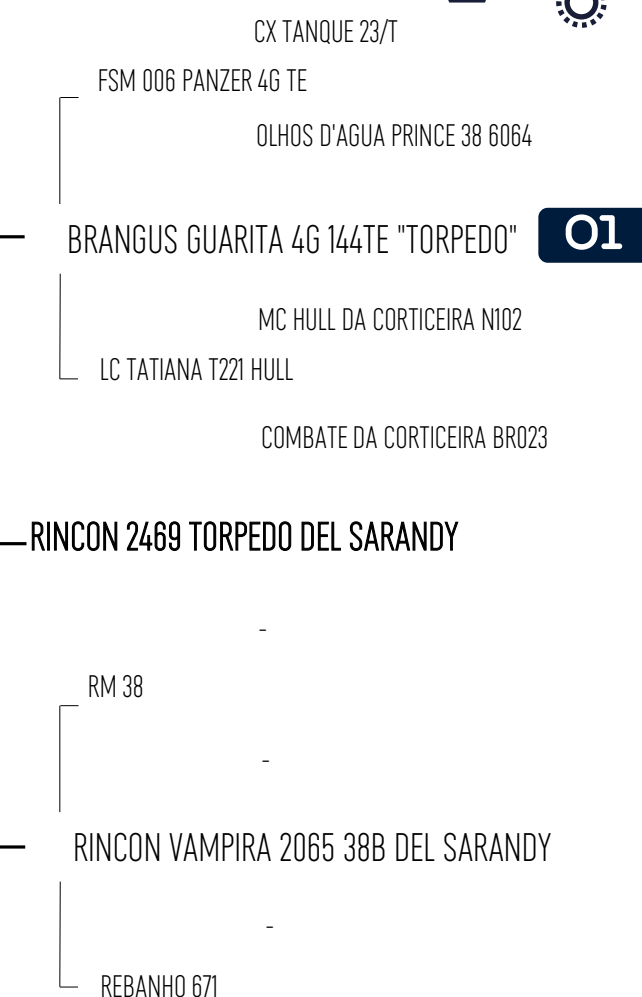 CX TANQUE 23/T
FSM 006 PANZER 4G TE
OLHOS D'AGUA PRINCE 38 6064
BRANGUS GUARITA 4G 144TE "TORPEDO"
01
MC HULL DA CORTICEIRA N102
LC TATIANA T221 HULL
COMBATE DA CORTICEIRA BR023
RINCON 2469 TORPEDO DEL SARANDY
-
RM 38
-
RINCON VAMPIRA 2065 38B DEL SARANDY
-
REBANHO 671